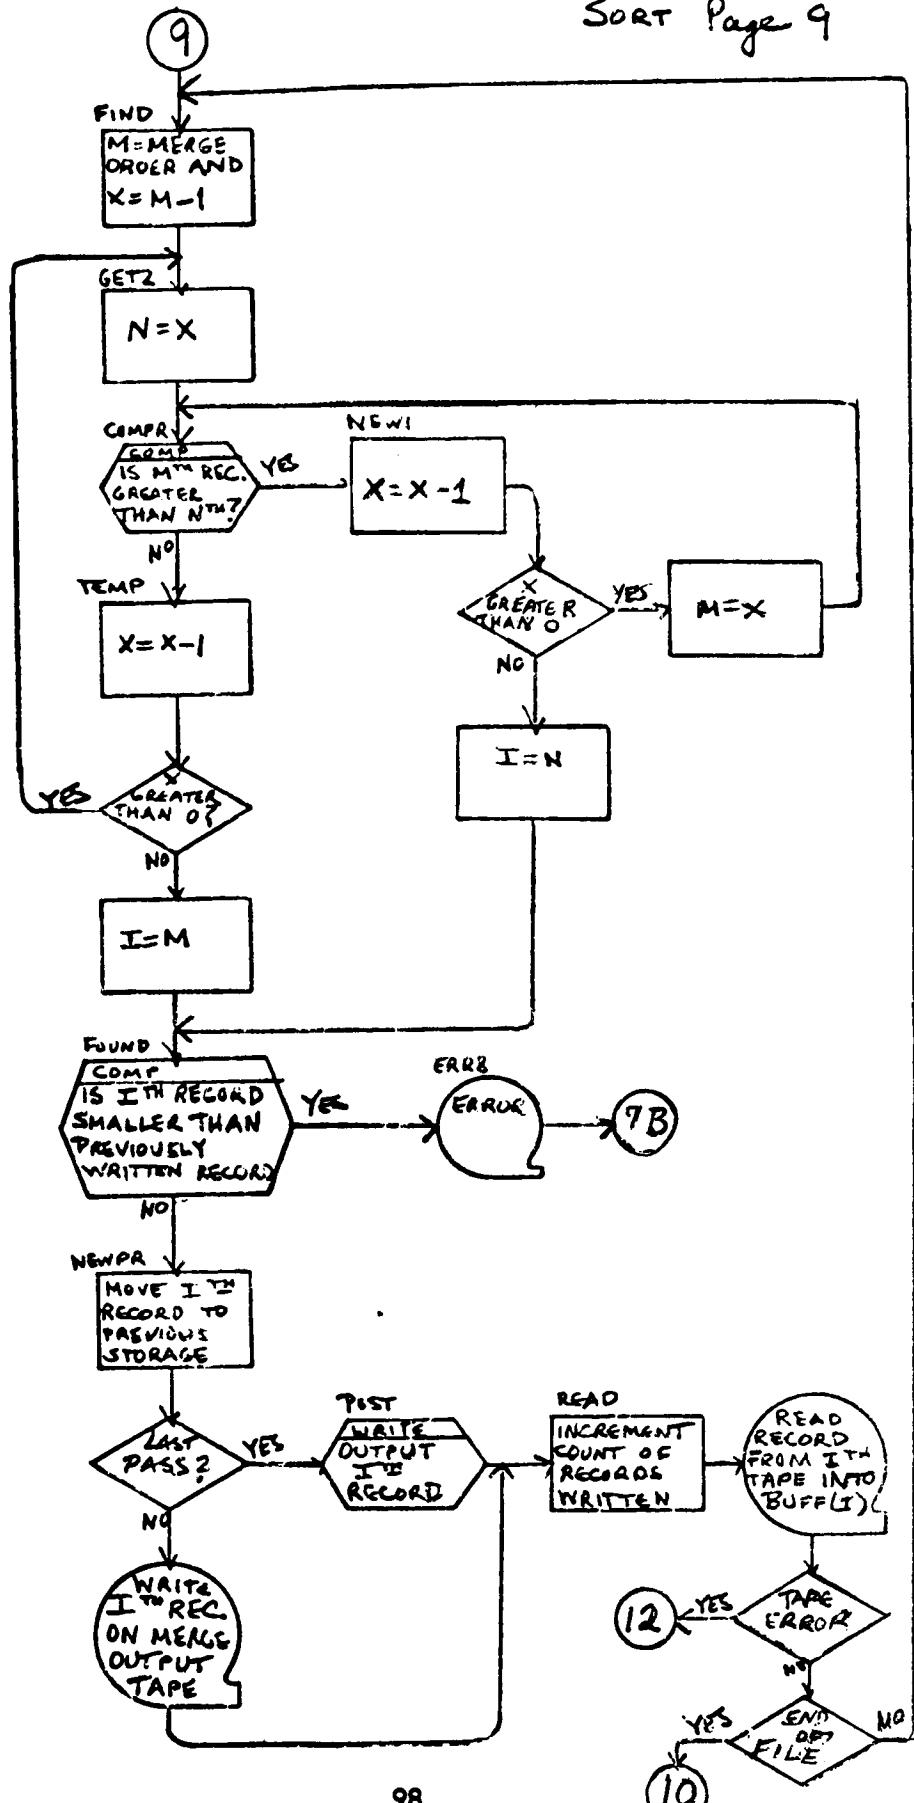 SORT Page 9
9
FIND
M=MERGE
ORDER AND
X=M-1
GET2
N=X
COMPR
COMP
IS MTH REC.
GREATER
THAN NTH?
YES
NO
NEW1
X=X-1
X
GREATER
THAN 0
YES
NO
M=X
I=N
TEMP
X=X-1
X
GREATER
THAN 0?
YES
NO
I=M
FOUND
COMP
IS ITH RECORD
SMALLER THAN
PREVIOUSLY
WRITTEN RECORD
YES
NO
ERR8
ERROR
7B
NEWPR
MOVE ITH
RECORD TO
PREVIOUS
STORAGE
LAST
PASS?
YES
NO
POST
WRITE
OUTPUT
ITH
RECORD
READ
INCREMENT
COUNT OF
RECORDS
WRITTEN
READ
RECORD
FROM ITH
TAPE INTO
BUFF(I)
WRITE
ITH REC.
ON MERGE
OUTPUT
TAPE
TAPE
ERROR
YES
NO
12
END
OF
FILE
YES
NO
10
98